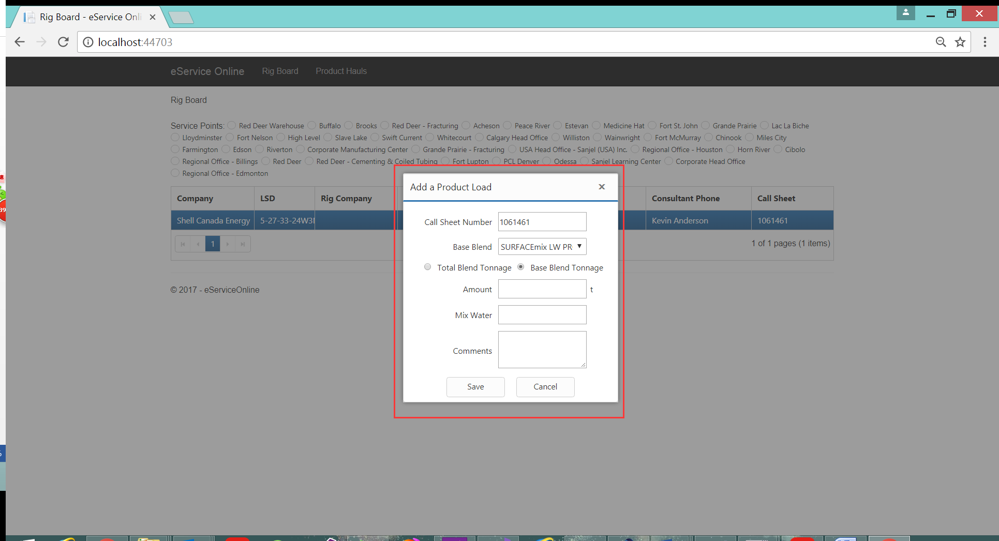 Rig Board - eService Onli
localhost:44703
eService Online Rig Board Product Hauls
Rig Board
Service Points: Red Deer Warehouse Buffalo Brooks Red Deer - Fracturing Acheson Peace River Estevan Medicine Hat Fort St. John Grande Prairie Lac La Biche
Lloydminster Fort Nelson High Level Slave Lake Swift Current Whitecourt Calgary Head Office Williston Wainwright Fort McMurray Chinook Miles City
Farmington Edson Riverton Corporate Manufacturing Center Grande Prairie - Fracturing USA Head Office - Sanjel (USA) Inc. Regional Office - Houston Horn River Cibolo
Regional Office - Billings Red Deer Red Deer - Cementing & Coiled Tubing Fort Lupton PCL Denver Odessa Sanjel Learning Center Corporate Head Office
Regional Office - Edmonton
Company LSD Rig Company Consultant Phone Call Sheet
Shell Canada Energy 5-27-33-24W3 Kevin Anderson 1061461
1
1 of 1 pages (1 items)
© 2017 - eServiceOnline
Add a Product Load
Call Sheet Number 1061461
Base Blend SURFACEmix LW PR
Total Blend Tonnage Base Blend Tonnage
Amount t
Mix Water
Comments
Save Cancel